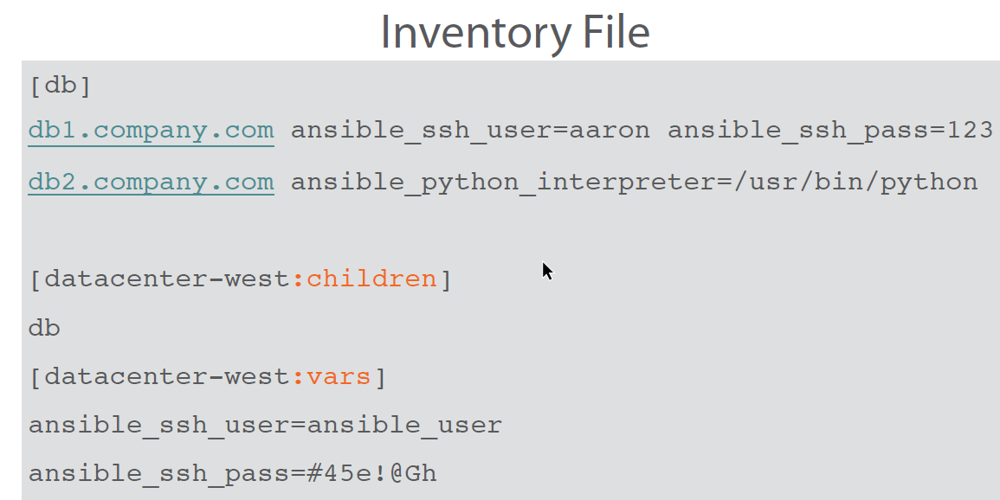 Inventory File
[db]
db1.company.com ansible_ssh_user=aaron ansible_ssh_pass=123
db2.company.com ansible_python_interpreter=/usr/bin/python
[datacenter-west:children]
db
[datacenter-west:vars]
ansible_ssh_user=ansible_user
ansible_ssh_pass=#45e!@Gh